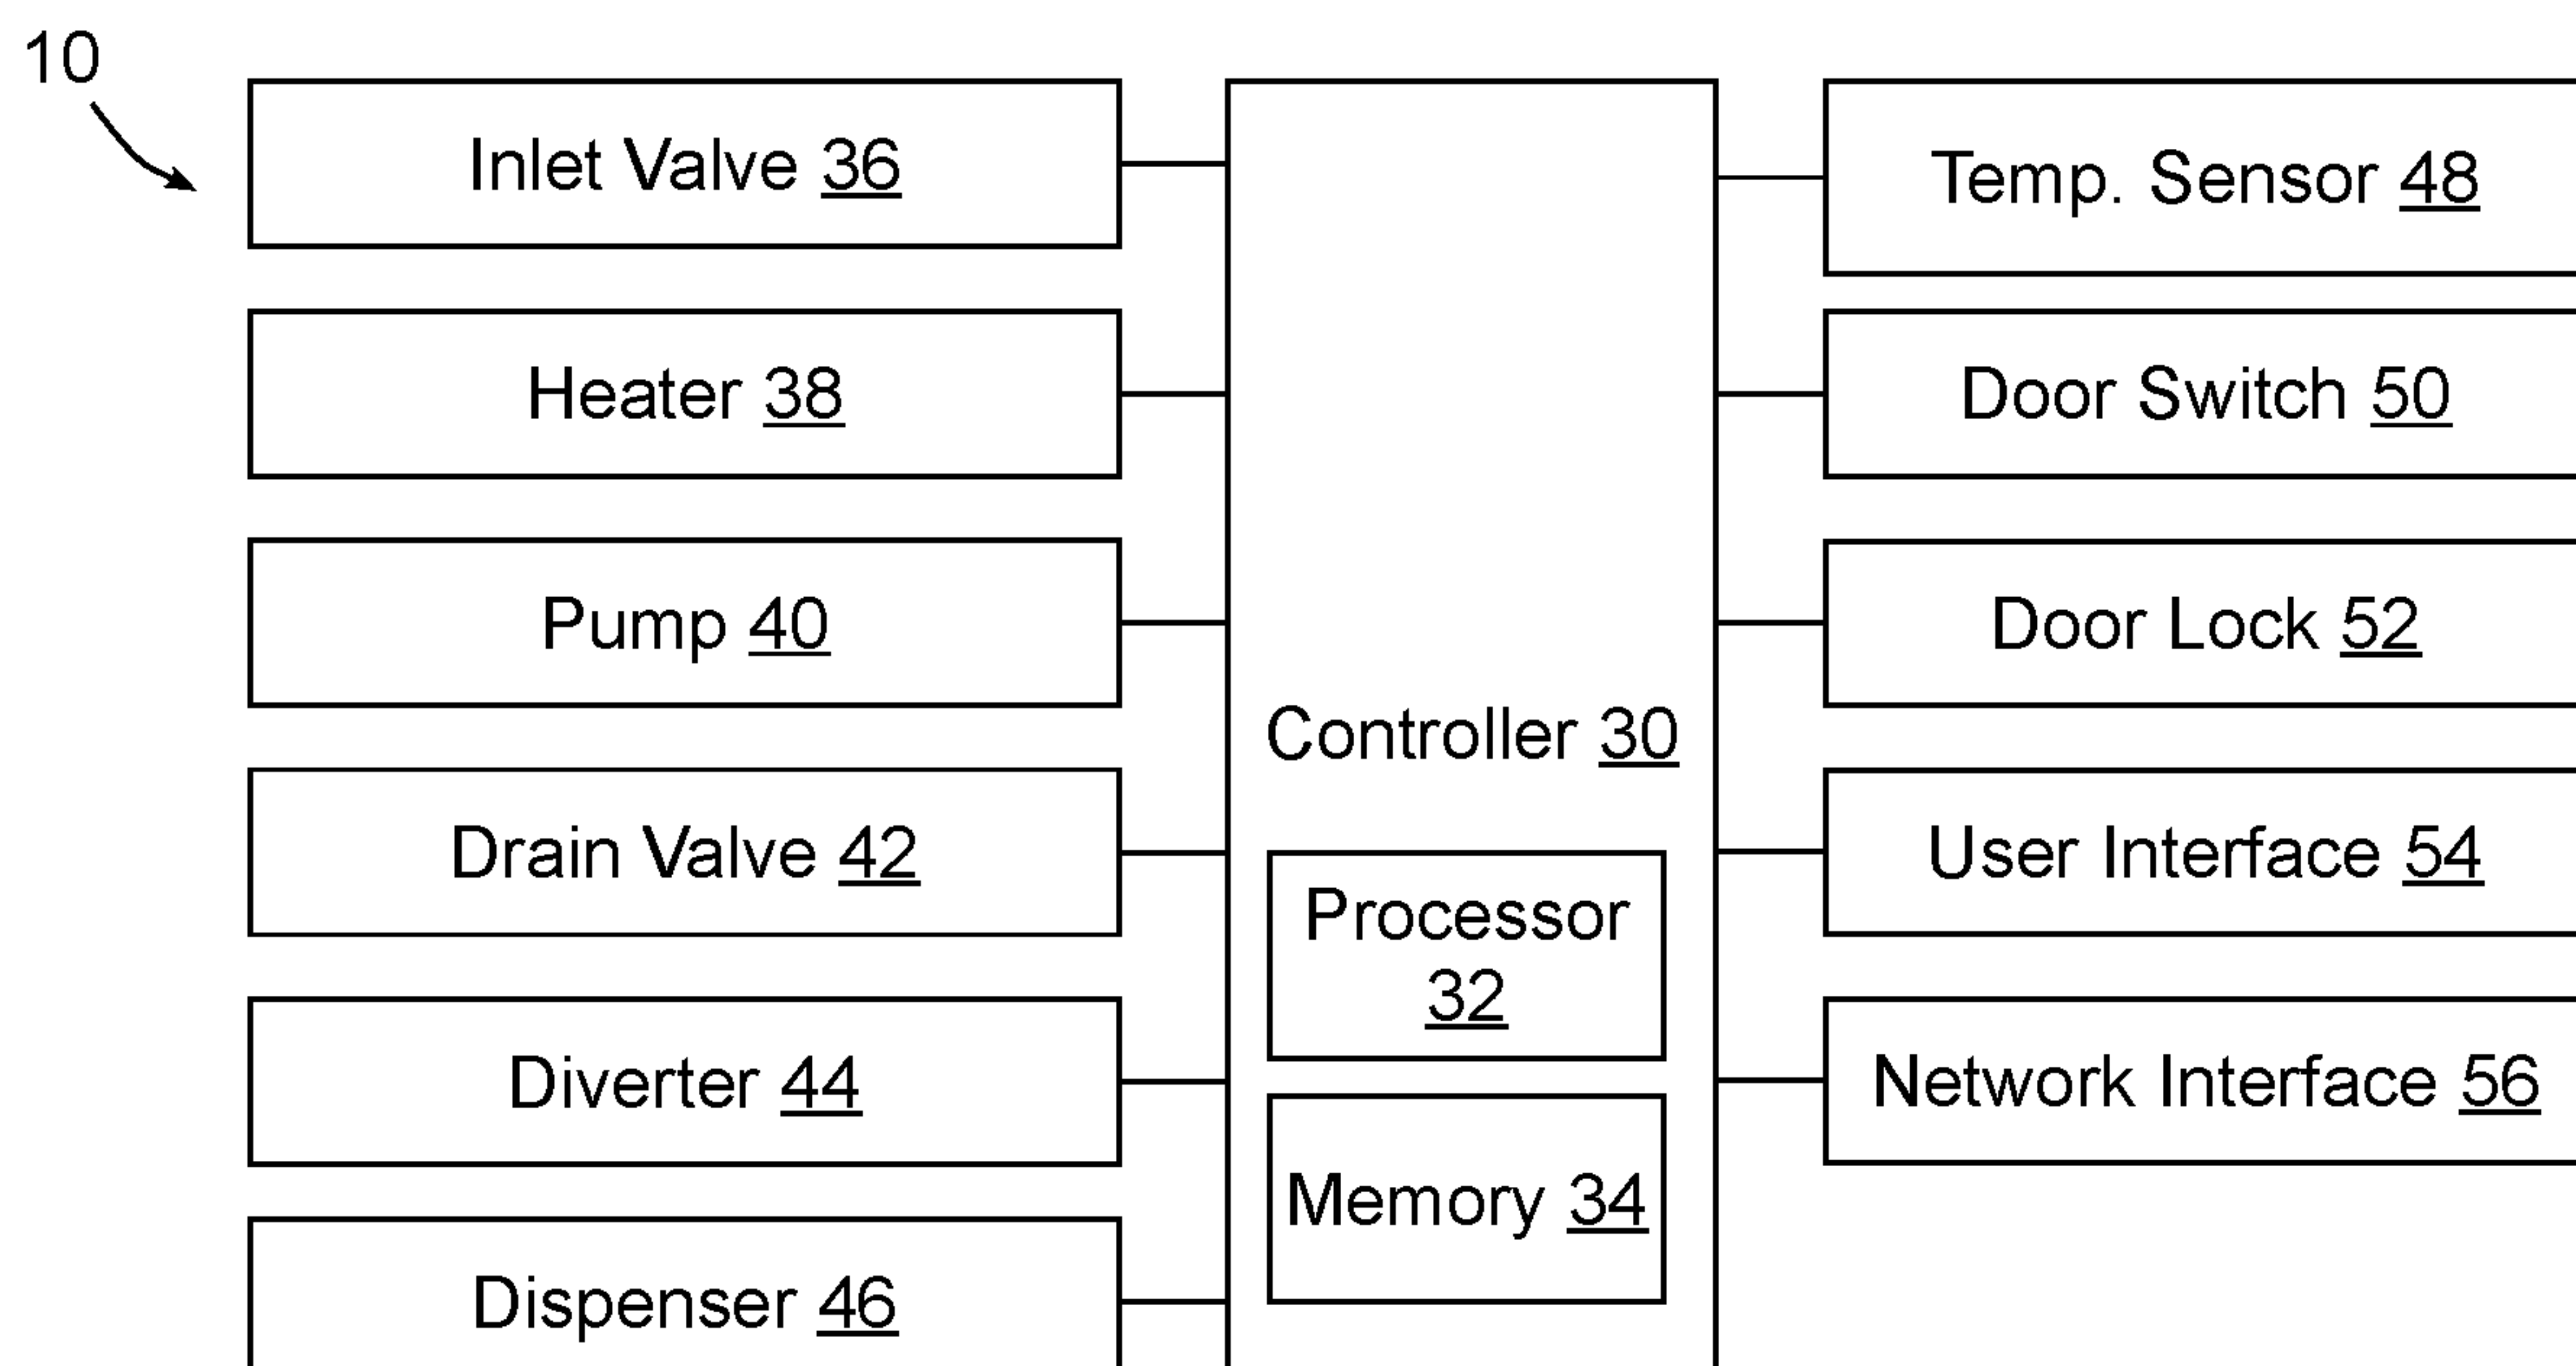 10
Inlet Valve 36
Heater 38
Pump 40
Drain Valve 42
Diverter 44
Dispenser 46
Controller 30
Processor
32
Memory 34
Temp. Sensor 48
Door Switch 50
Door Lock 52
User Interface 54
Network Interface 56